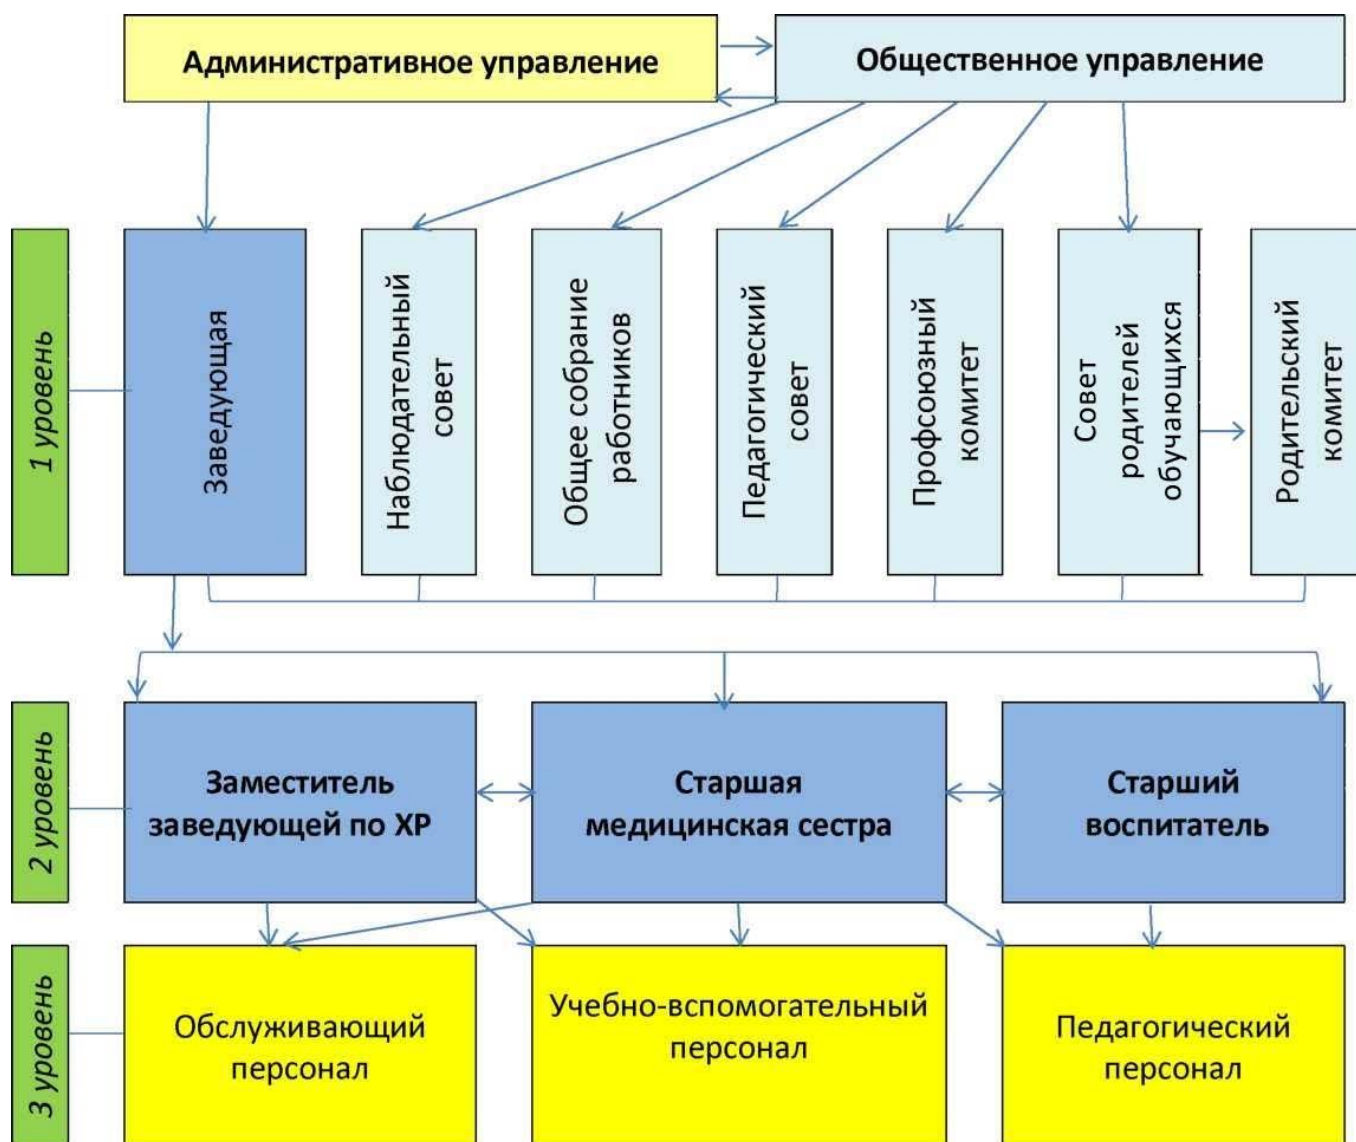 Административное управление
Общественное управление
1 уровень
Заведующая
Наблюдательный
совет
Общее собрание
работников
Педагогический
совет
Профсоюзный
комитет
Совет
родителей
обучающихся
Родительский
комитет
2 уровень
Заместитель
заведующей по ХР
Старшая
медицинская сестра
Старший
воспитатель
3 уровень
Обслуживающий
персонал
Учебно-вспомогательный
персонал
Педагогический
персонал